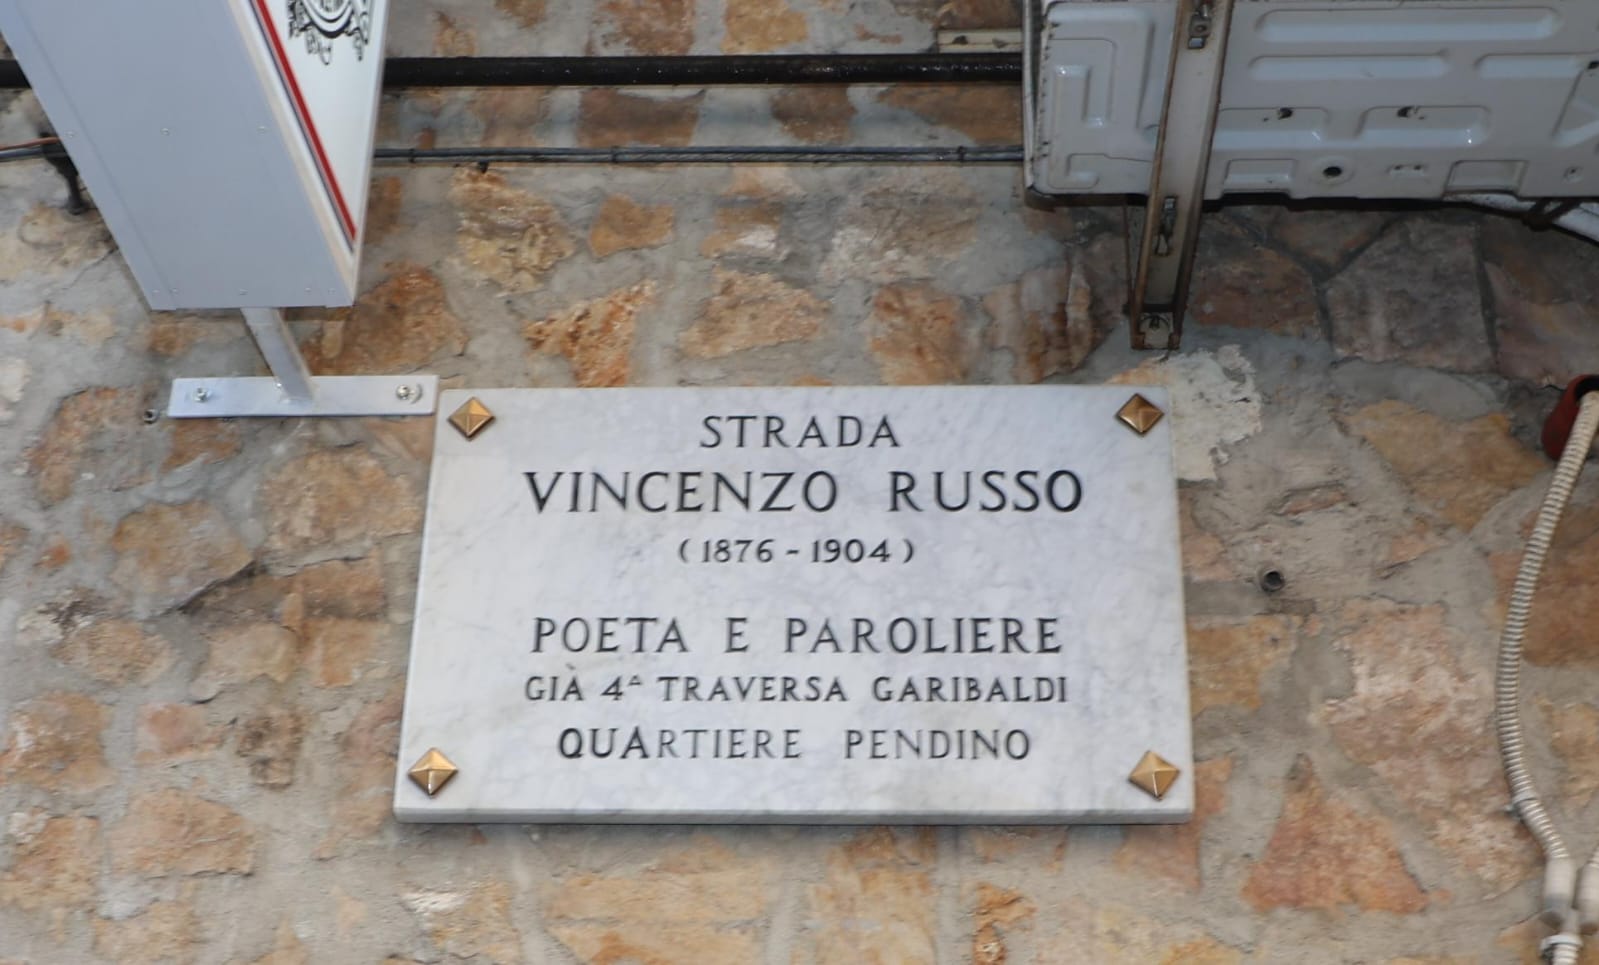 STRADA
VINCENZO RUSSO
(1876 - 1904)
POETA E PAROLIERE
GIÀ 4ᴬ TRAVERSA GARIBALDI
QUARTIERE PENDINO